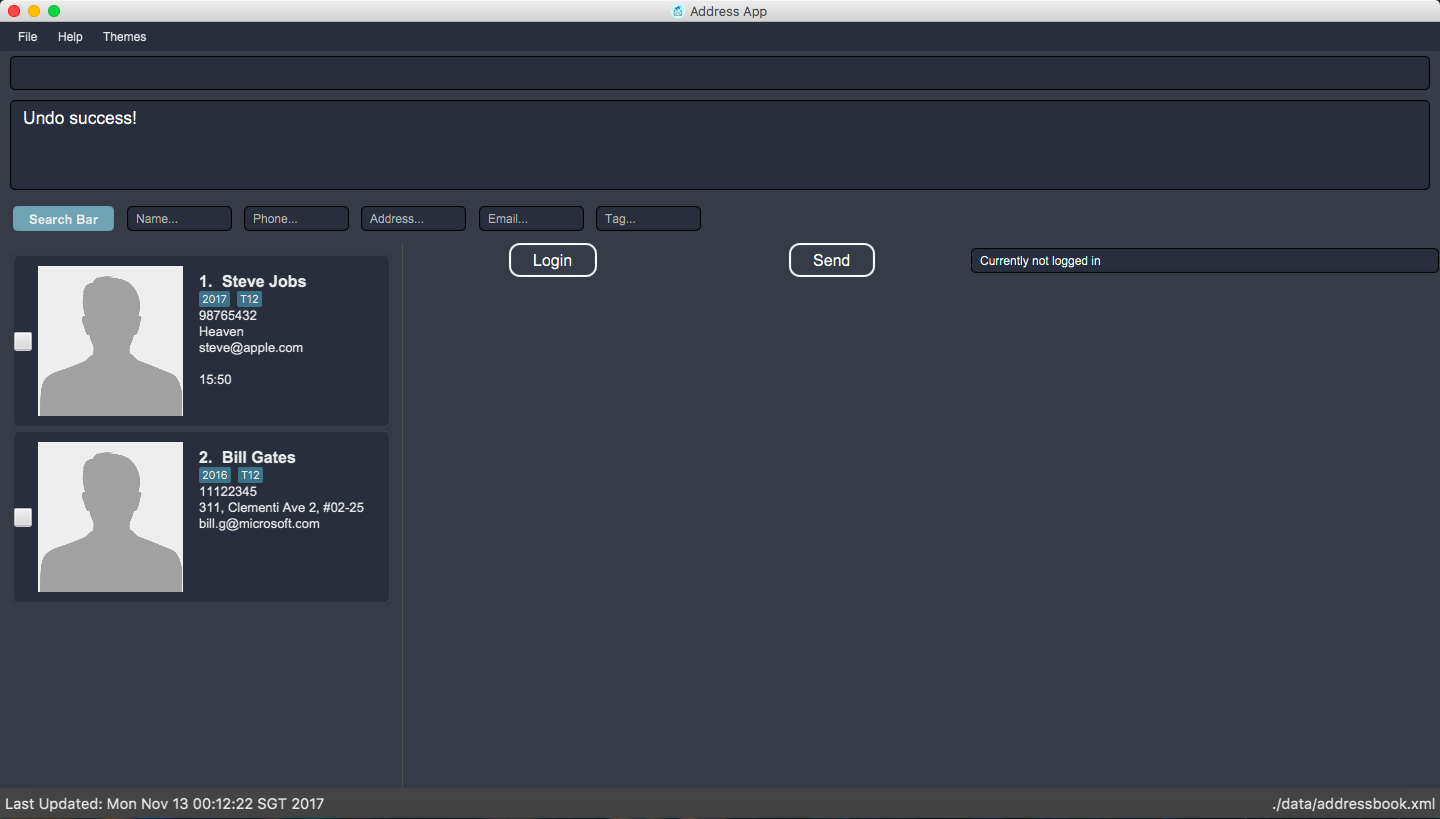 Address App
File Help Themes
Undo success!
Search Bar Name... Phone... Address... Email... Tag...
Login Send Currently not logged in
1. Steve Jobs
2017 T12
98765432
Heaven
steve@apple.com
15:50
2. Bill Gates
2016 T12
11122345
311, Clementi Ave 2, #02-25
bill.g@microsoft.com
Last Updated: Mon Nov 13 00:12:22 SGT 2017 ./data/addressbook.xml